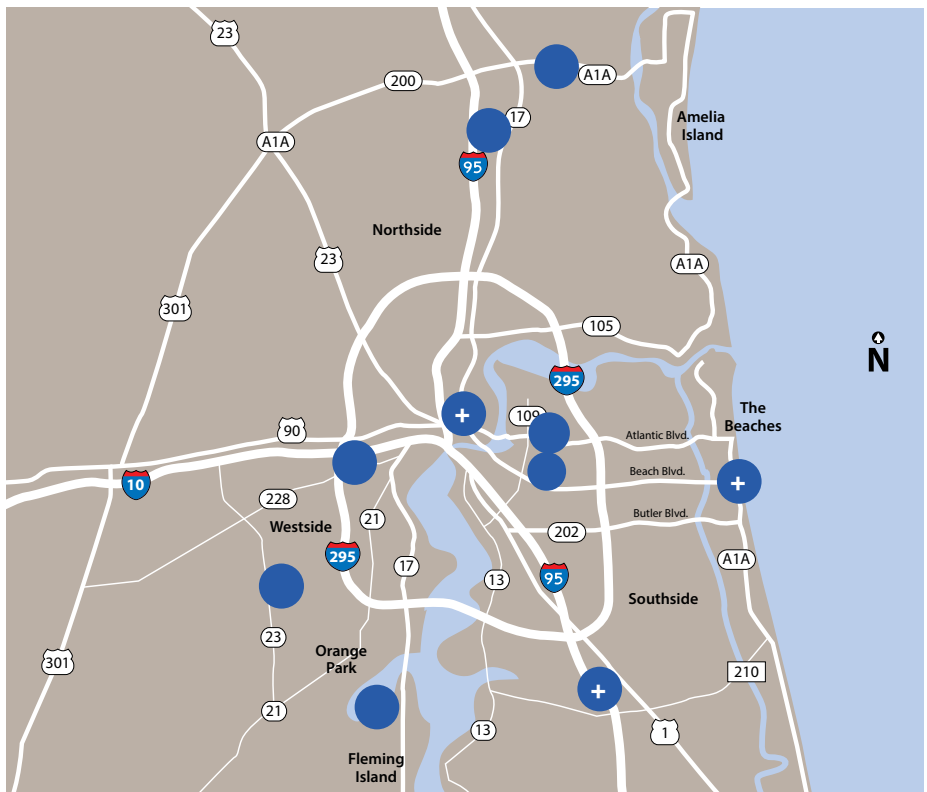 23
200
A1A
17
Amelia
Island
A1A
95
Northside
23
A1A
301
105
N
295
The
Beaches
109
90
Atlantic Blvd.
+
Beach Blvd.
+
10
228
Butler Blvd.
21
Westside
202
295
A1A
17
95
13
Southside
23
Orange
Park
301
210
+
21
13
1
Fleming
Island